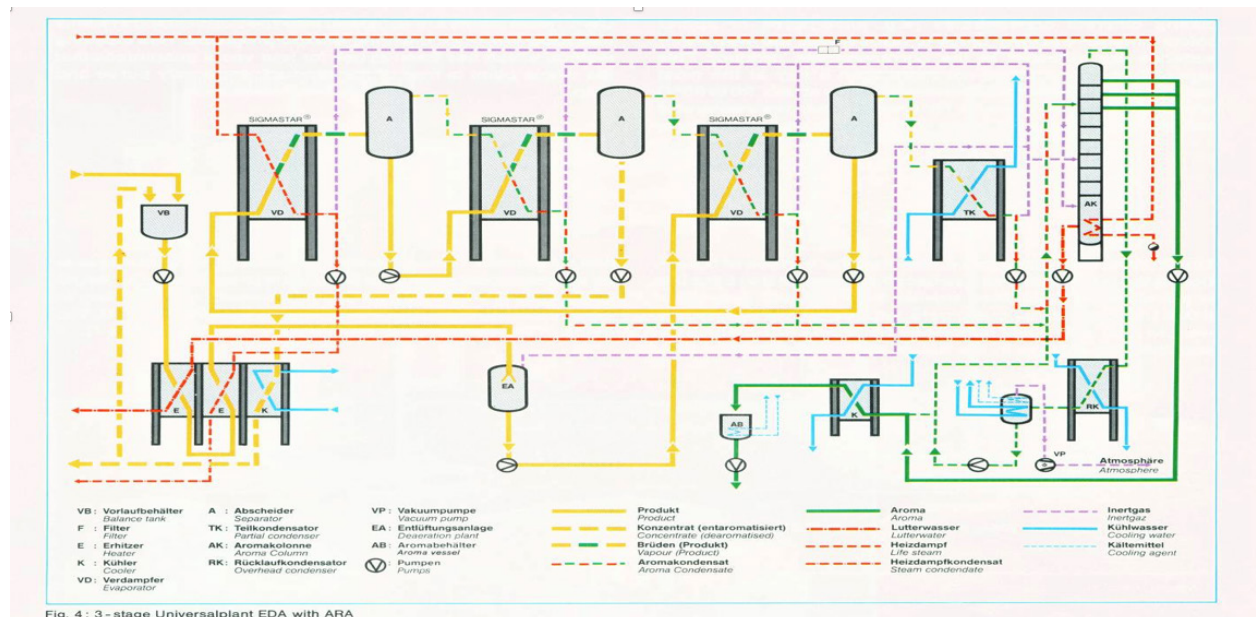 F
SIGMASTAR®
A
SIGMASTAR®
A
SIGMASTAR®
A
VB
VD
VD
VD
TK
AK
E
E
K
EA
AB
K
RK
VP
Atmosphäre
Atmosphere
VB: Vorlaufbehälter
Balance tank
F : Filter
Filter
E : Erhitzer
Heater
K : Kühler
Cooler
VD: Verdampfer
Evaporator
A : Abscheider
Separator
TK: Teilkondensator
Partial condenser
AK: Aromakolonne
Aroma Column
RK: Rücklaufkondensator
Overhead condenser
VP : Vakuumpumpe
Vacuum pump
EA: Entlüftungsanlage
Deaeration plant
AB: Aromabehälter
Aroma vessel
: Pumpen
Pumps
Produkt
Product
Konzentrat (entaromatisiert)
Concentrate (dearomatised)
Brüden (Produkt)
Vapour (Product)
Aromakondensat
Aroma Condensate
Aroma
Aroma
Lutterwasser
Lutterwater
Heizdampf
Life steam
Heizdampfkondensat
Steam condendate
Inertgas
Inertgaz
Kühlwasser
Cooling water
Kältemittel
Cooling agent
Fig. 4: 3-stage Universalplant EDA with ARA